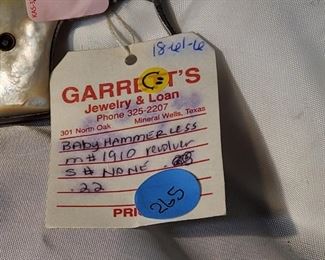 KAS-
18-61-6
GARRETT'S
Jewelry & Loan
Phone 325-2207
301 North Oak Mineral Wells, Texas
BABY HAMMERLESS
m# 1910 revolver
S# NONE
.22
265